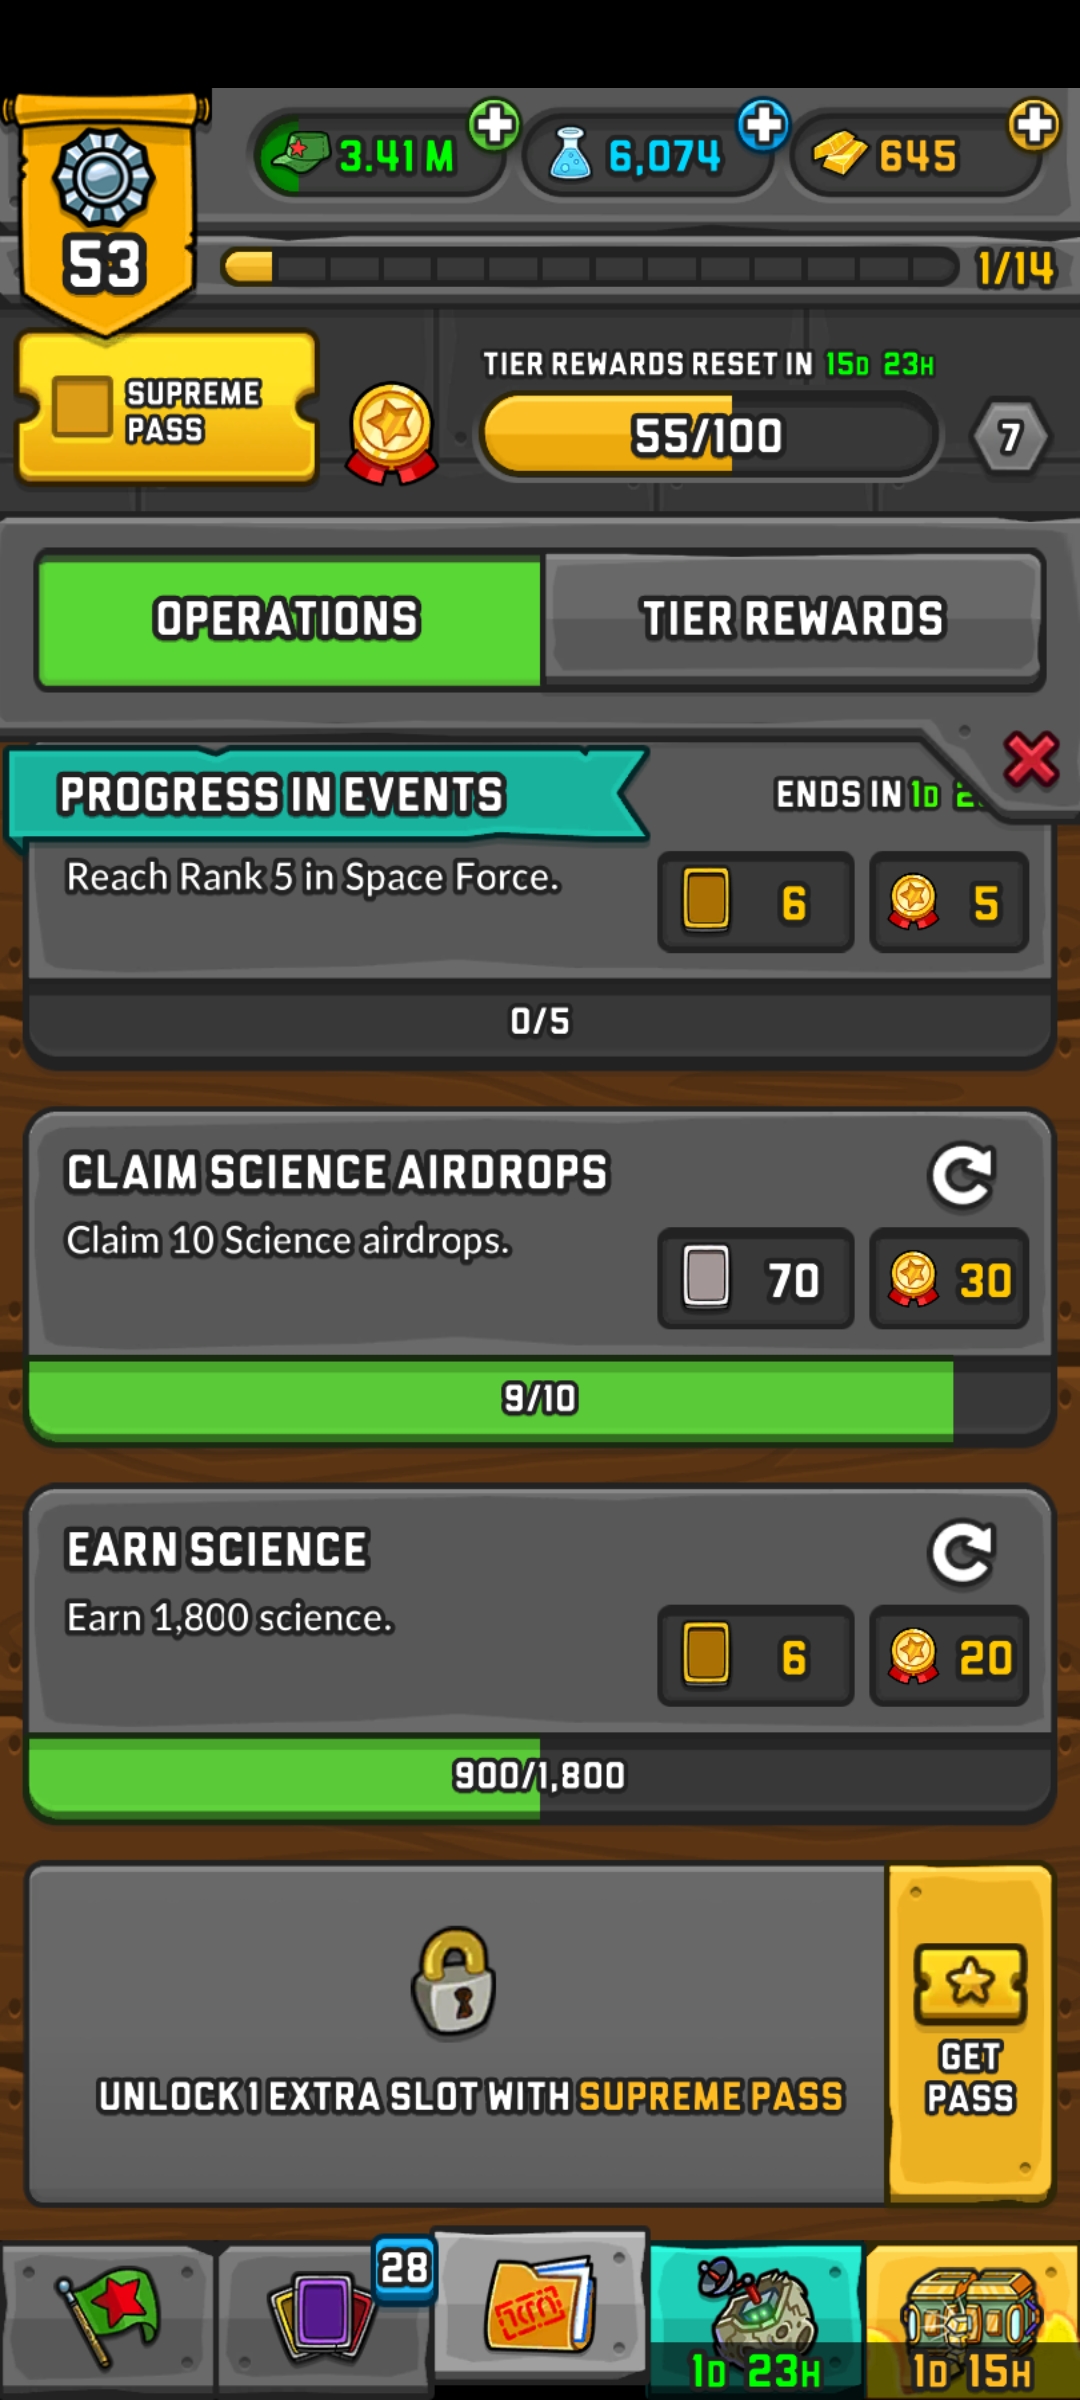 3.41 M
6,074
645
53
1/14
SUPREME PASS
TIER REWARDS RESET IN 15D 23H
55/100
7
OPERATIONS
TIER REWARDS
PROGRESS IN EVENTS
ENDS IN 1D
Reach Rank 5 in Space Force.
6
5
0/5
CLAIM SCIENCE AIRDROPS
Claim 10 Science airdrops.
70
30
9/10
EARN SCIENCE
Earn 1,800 science.
6
20
900/1,800
UNLOCK 1 EXTRA SLOT WITH SUPREME PASS
GET
PASS
28
1D 23H
1D 15H